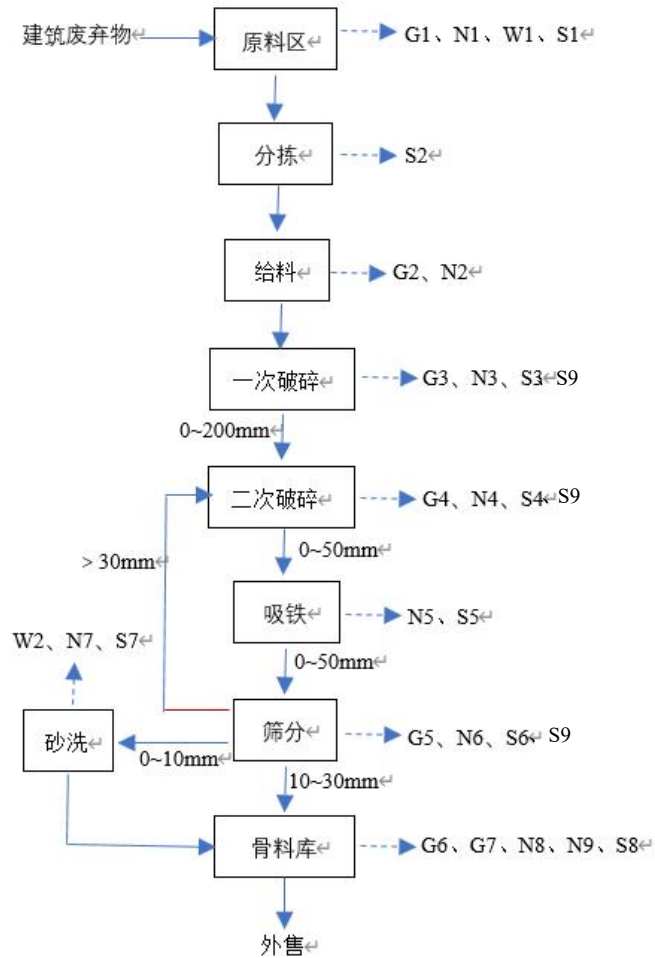 建筑废弃物↵
原料区↵
G1、N1、W1、S1↵
分拣↵
S2↵
给料↵
G2、N2↵
一次破碎↵
G3、N3、S3↵S9
0~200mm↵
二次破碎↵
G4、N4、S4↵S9
0~50mm↵
> 30mm↵
吸铁↵
N5、S5↵
W2、N7、S7↵
0~50mm↵
砂洗↵
筛分↵
G5、N6、S6↵S9
0~10mm↵
10~30mm↵
骨料库↵
G6、G7、N8、N9、S8↵
外售↵